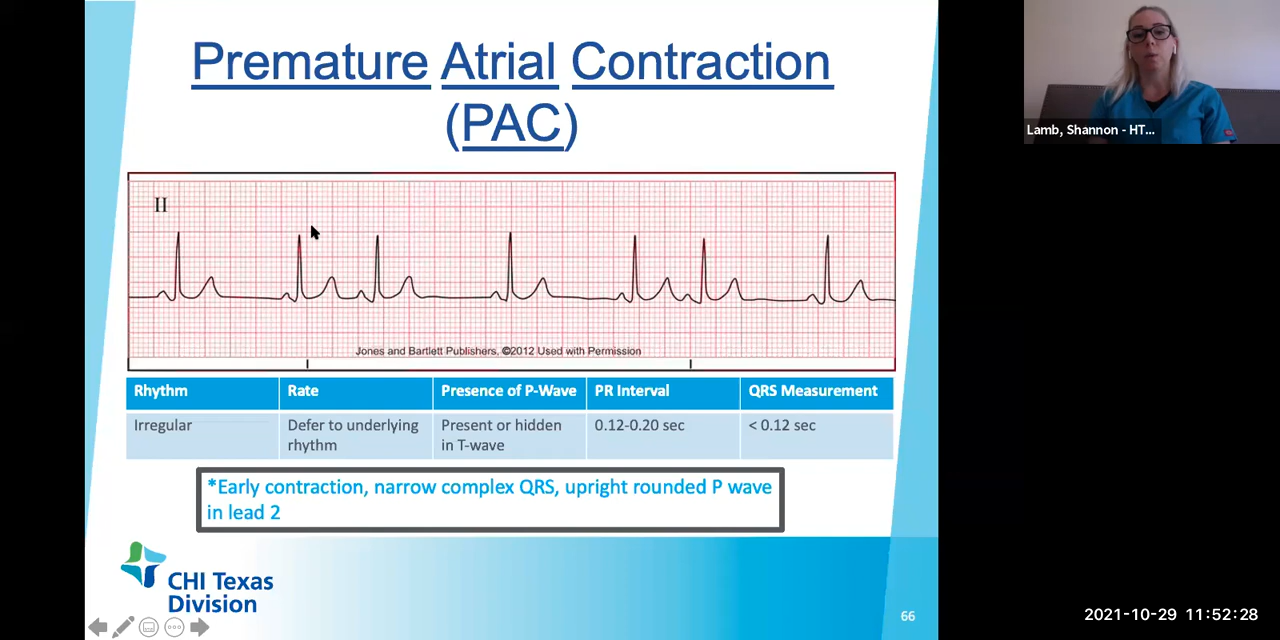 Premature Atrial Contraction
(PAC)
Lamb, Shannon - HT...
II
Jones and Bartlett Publishers, ©2012 Used with Permission
Rhythm Rate Presence of P-Wave PR Interval QRS Measurement
Irregular Defer to underlying Present or hidden 0.12-0.20 sec < 0.12 sec
rhythm in T-wave
*Early contraction, narrow complex QRS, upright rounded P wave
in lead 2
CHI Texas
Division
66
2021-10-29 11:52:28